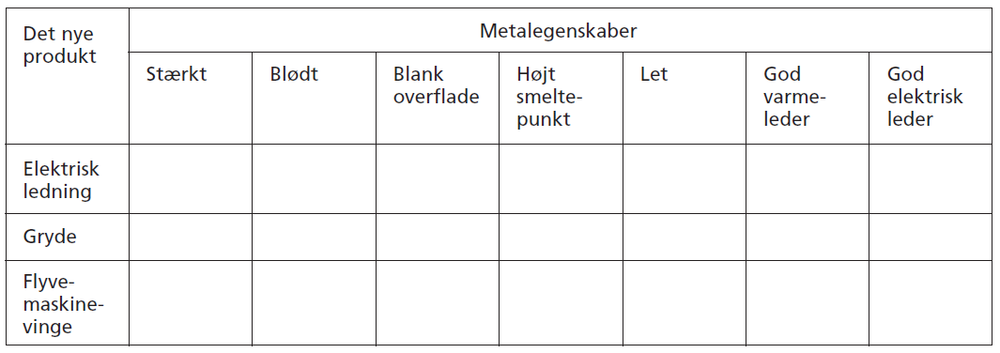 Det nye
produkt
Metalegenskaber
Stærkt
Blødt
Blank
overflade
Højt
smelte-
punkt
Let
God
varme-
leder
God
elektrisk
leder
Elektrisk
ledning
Gryde
Flyve-
maskine-
vinge